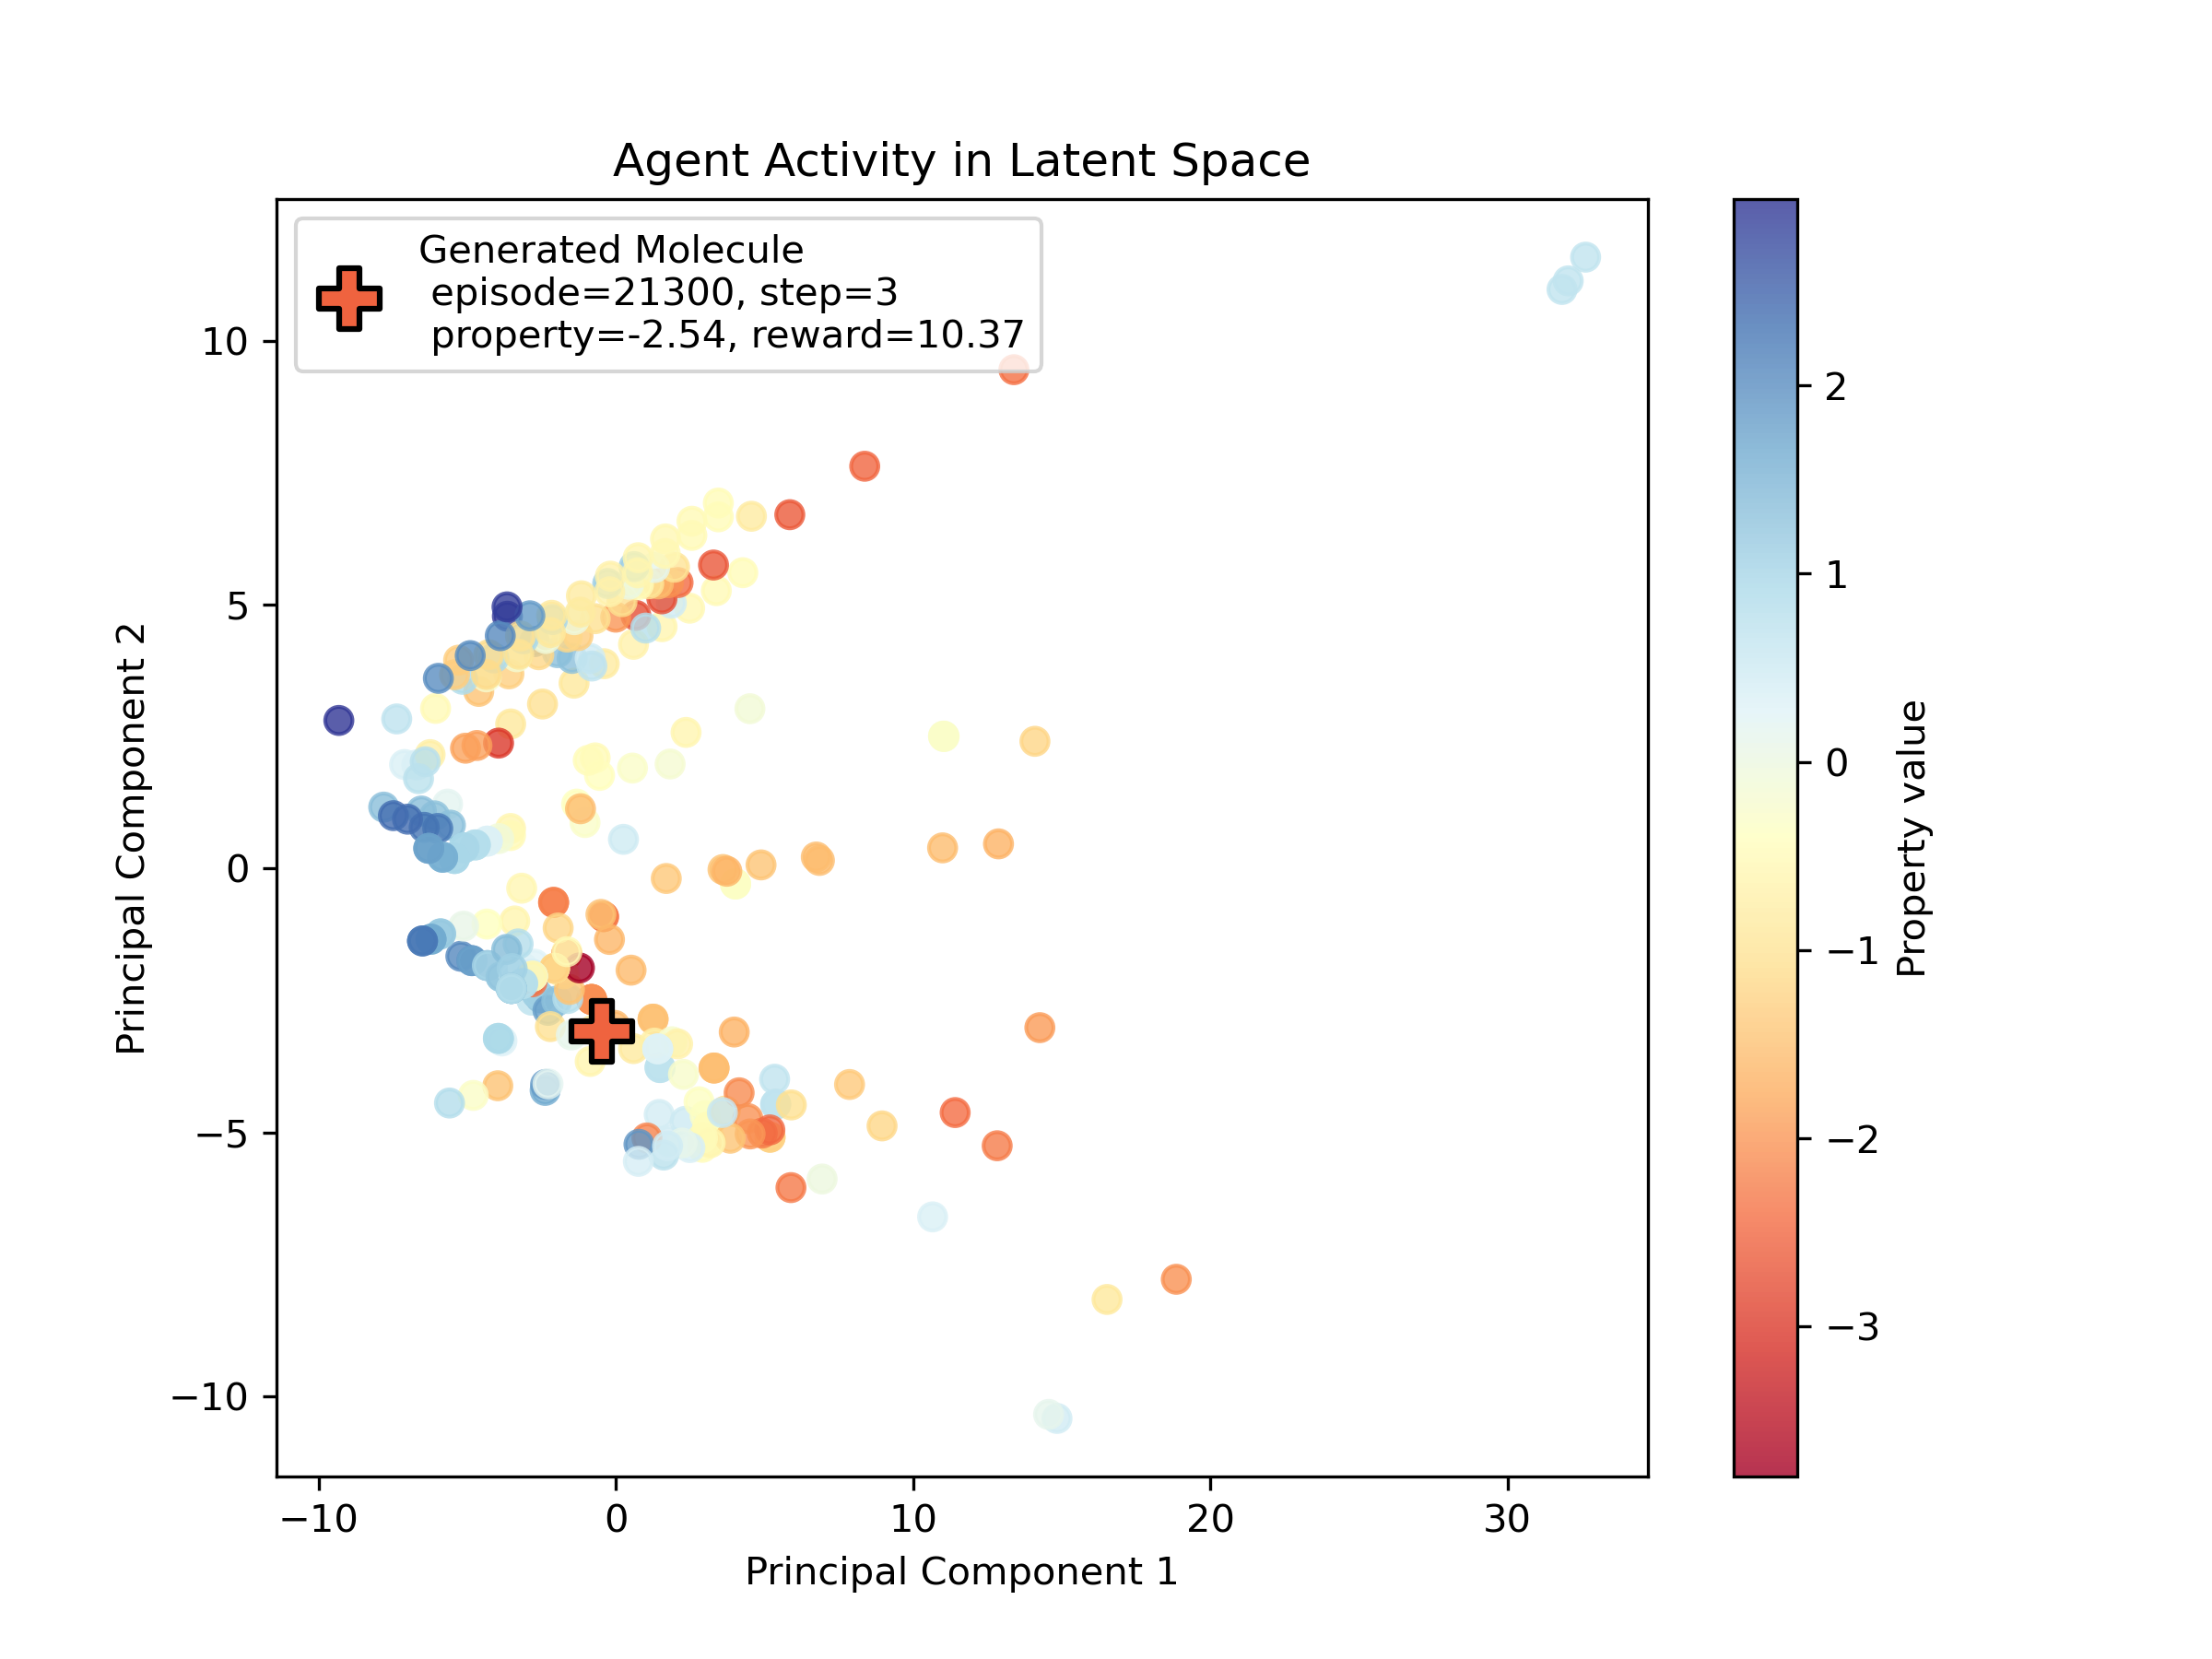 Agent Activity in Latent Space
Generated Molecule
episode=21300, step=3
property=-2.54, reward=10.37
10
5
0
−5
−10
Principal Component 2
−10
0
10
20
30
Principal Component 1
2
1
0
−1
−2
−3
Property value